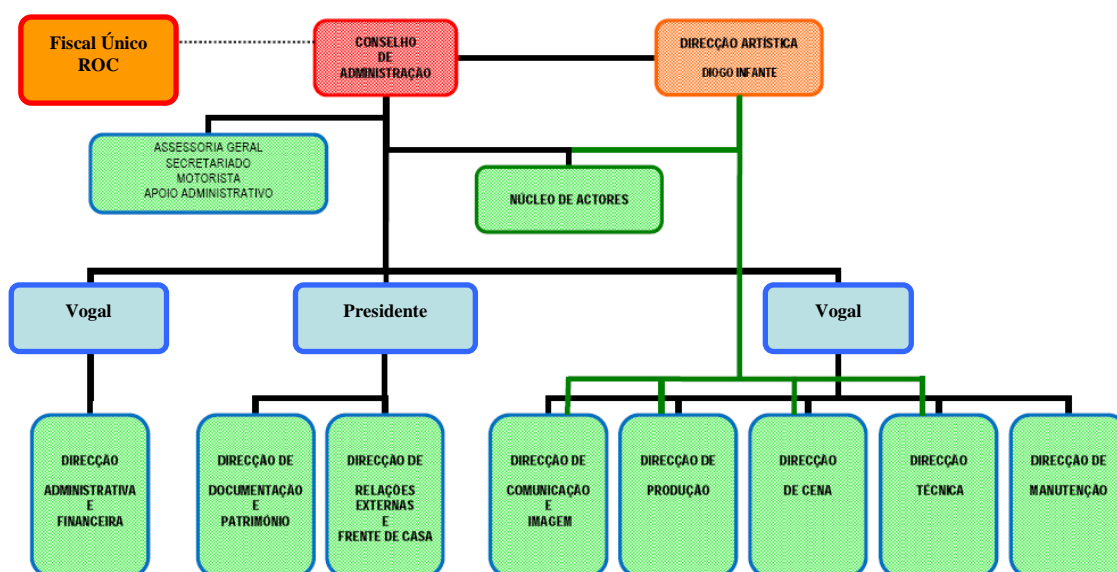 Fiscal Único
ROC
CONSELHO
DE
ADMINISTRAÇÃO
DIRECÇÃO ARTÍSTICA
DIOGO INFANTE
ASSESSORIA GERAL
SECRETARIADO
MOTORISTA
APOIO ADMINISTRATIVO
NÚCLEO DE ACTORES
Vogal
Presidente
Vogal
DIRECÇÃO
ADMINISTRATIVA
E
FINANCEIRA
DIRECÇÃO DE
DOCUMENTAÇÃO
E
PATRIMÓNIO
DIRECÇÃO DE
RELAÇÕES
EXTERNAS
E
FRENTE DE CASA
DIRECÇÃO DE
COMUNICAÇÃO
E
IMAGEM
DIRECÇÃO DE
PRODUÇÃO
DIRECÇÃO
DE CENA
DIRECÇÃO
TÉCNICA
DIRECÇÃO DE
MANUTENÇÃO